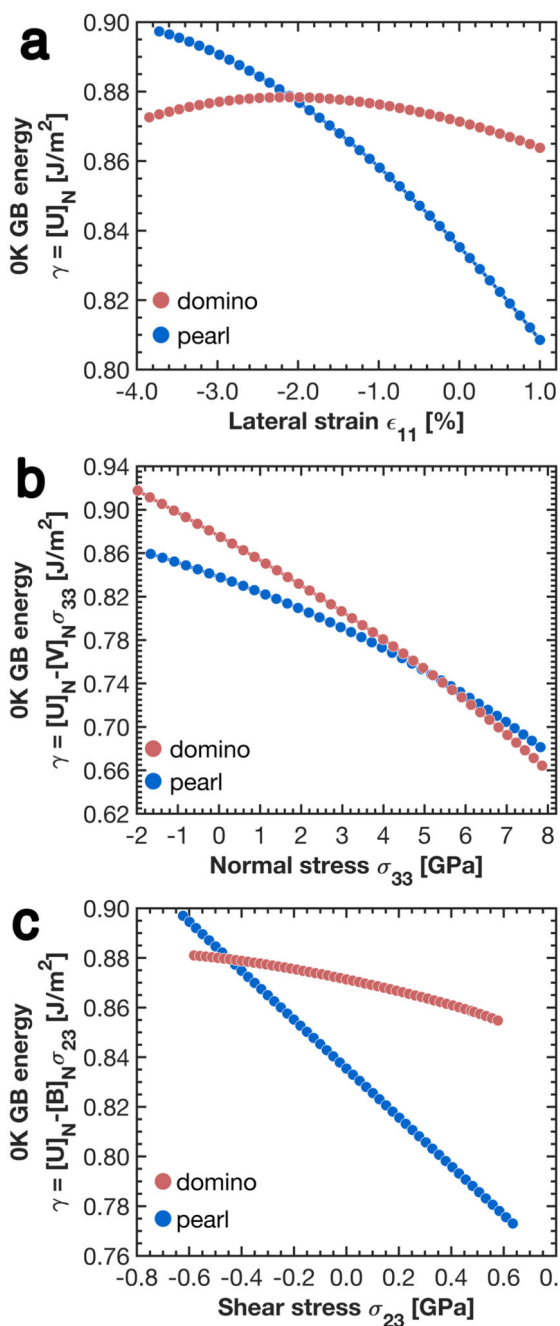 a
0.90
0.88
0.86
0.84
0.82
0.80
0K GB energy
γ = [U]_N [J/m²]
domino
pearl
-4.0 -3.0 -2.0 -1.0 0.0 1.0
Lateral strain ϵ₁₁ [%]
b
0.94
0.90
0.86
0.82
0.78
0.74
0.70
0.66
0.62
0K GB energy
γ = [U]_N-[V]_Nσ₃₃ [J/m²]
domino
pearl
-2 -1 0 1 2 3 4 5 6 7 8
Normal stress σ₃₃ [GPa]
c
0.90
0.88
0.86
0.84
0.82
0.80
0.78
0.76
0K GB energy
γ = [U]_N-[B]_Nσ₂₃ [J/m²]
domino
pearl
-0.8 -0.6 -0.4 -0.2 0.0 0.2 0.4 0.6 0.
Shear stress σ₂₃ [GPa]